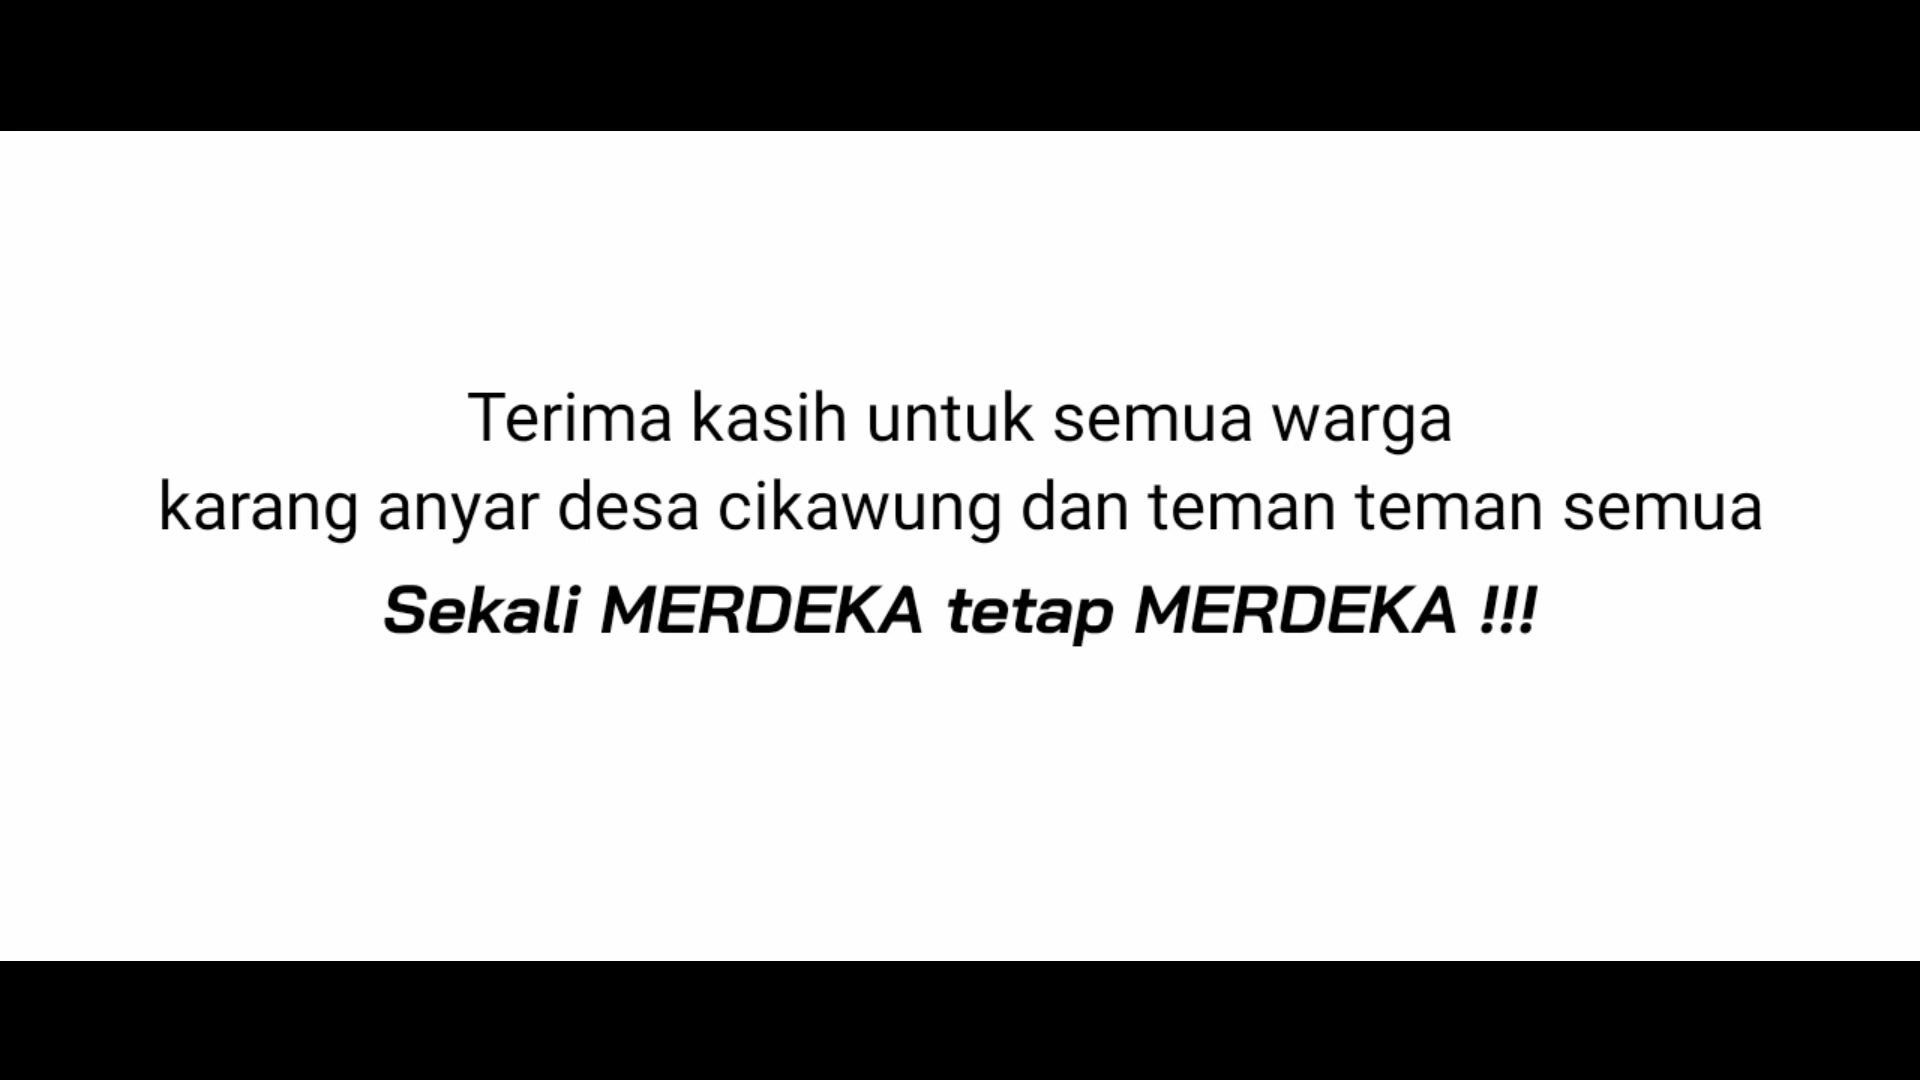 Terima kasih untuk semua warga
karang anyar desa cikawung dan teman teman semua
Sekali MERDEKA tetap MERDEKA !!!